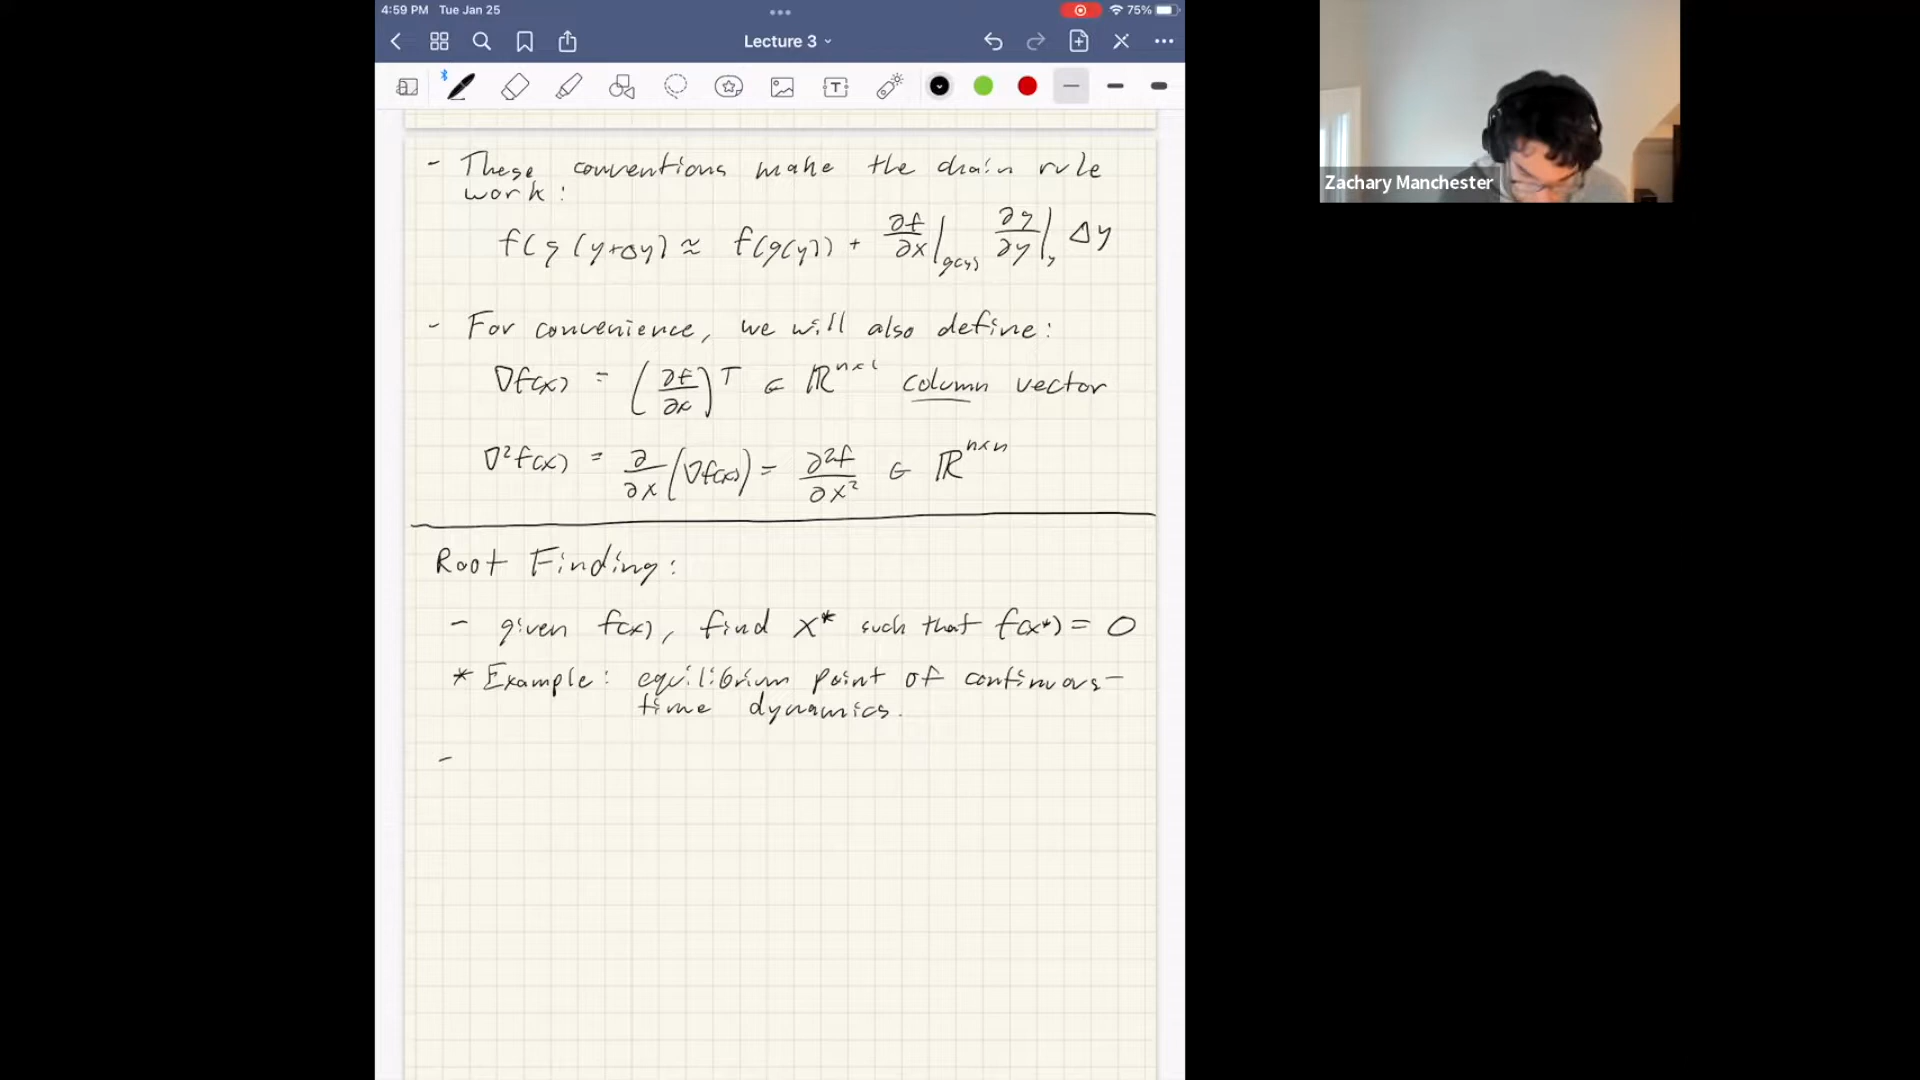 4:59 PM Tue Jan 25
75%
Lecture 3
- These conventions make the chain rule
work:
f(g(y+Δy) ≈ f(g(y)) + ∂f/∂x|g(y) ∂g/∂y|y Δy
- For convenience, we will also define:
∇f(x) = (∂f/∂x)ᵀ ∈ ℝⁿˣ¹ column vector
∇²f(x) = ∂/∂x (∇f(x)) = ∂²f/∂x² ∈ ℝⁿˣⁿ
Root Finding:
- given f(x), find x* such that f(x*) = 0
* Example: equilibrium point of continuous-
time dynamics.
-
Zachary Manchester